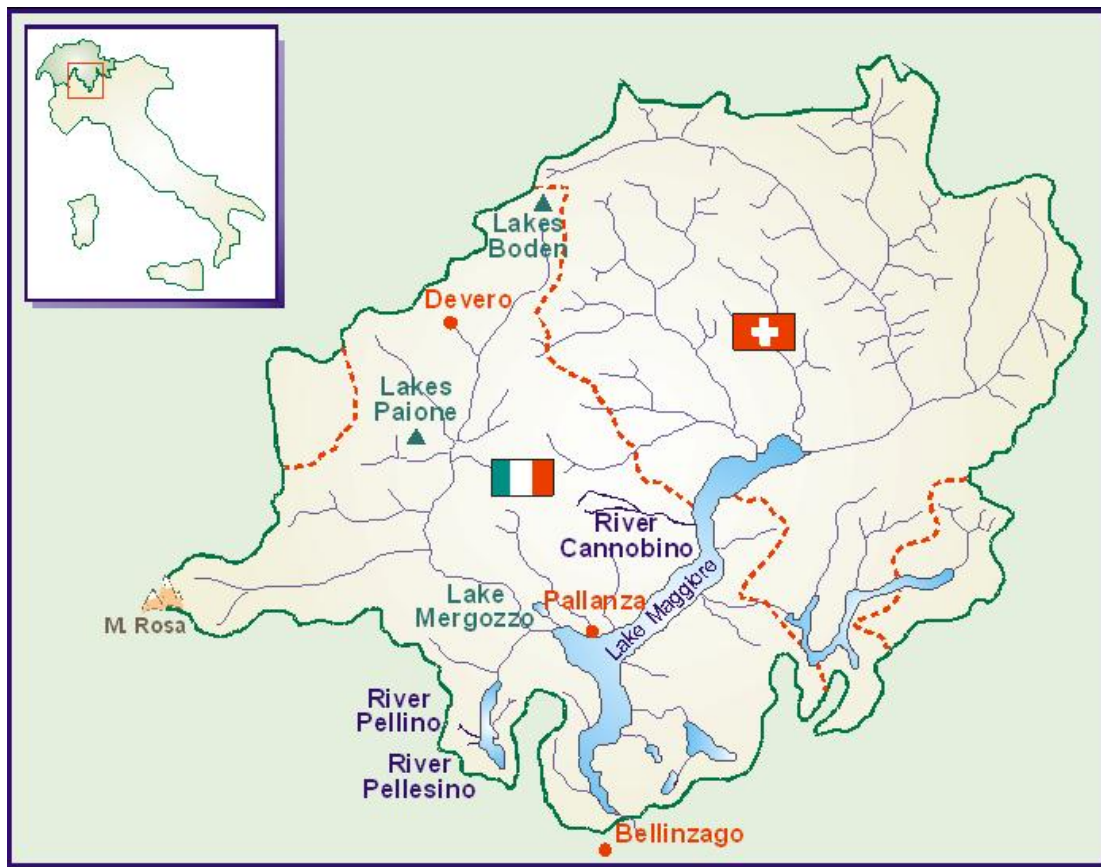 Lakes
Boden
Devero
Lakes
Paione
River
Cannobino
Lake
Mergozzo
Pallanza
Lake Maggiore
M. Rosa
River
Pellino
River
Pellesino
Bellinzago